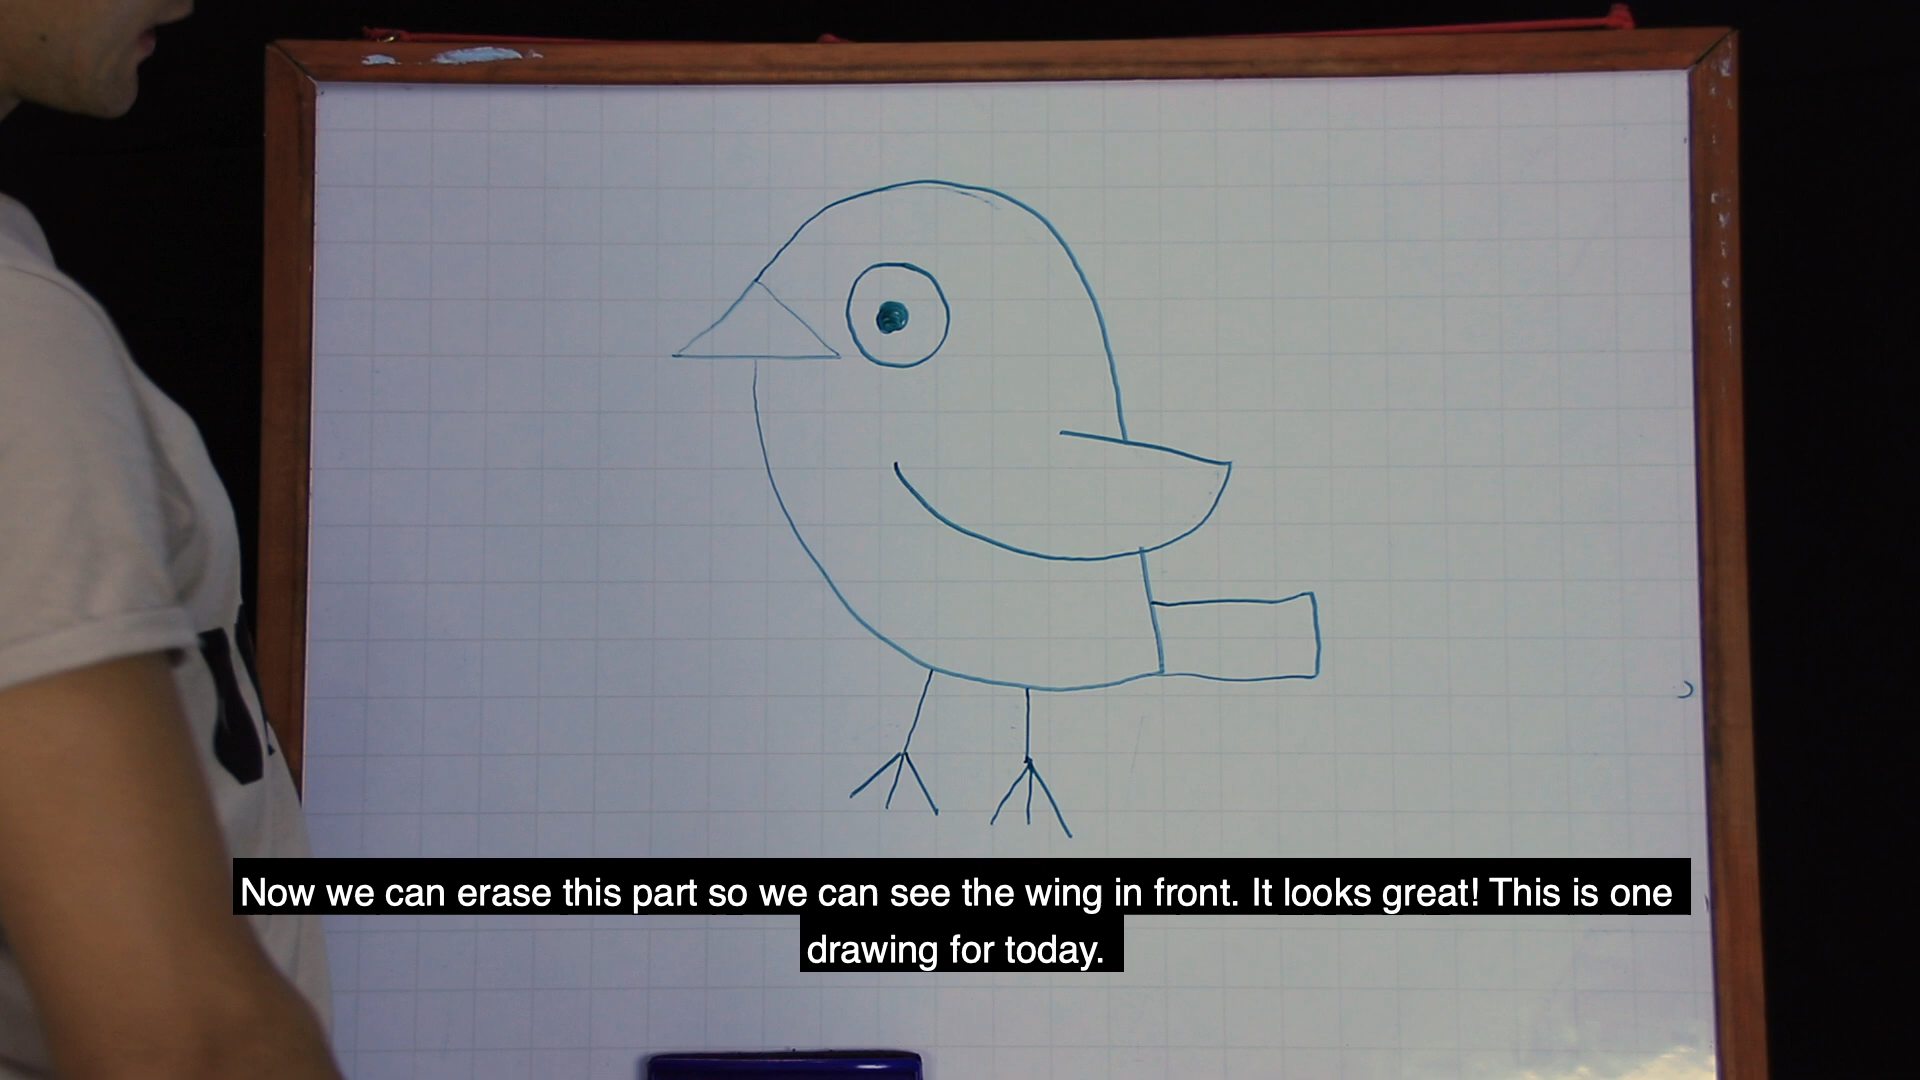 Now we can erase this part so we can see the wing in front. It looks great! This is one
drawing for today.